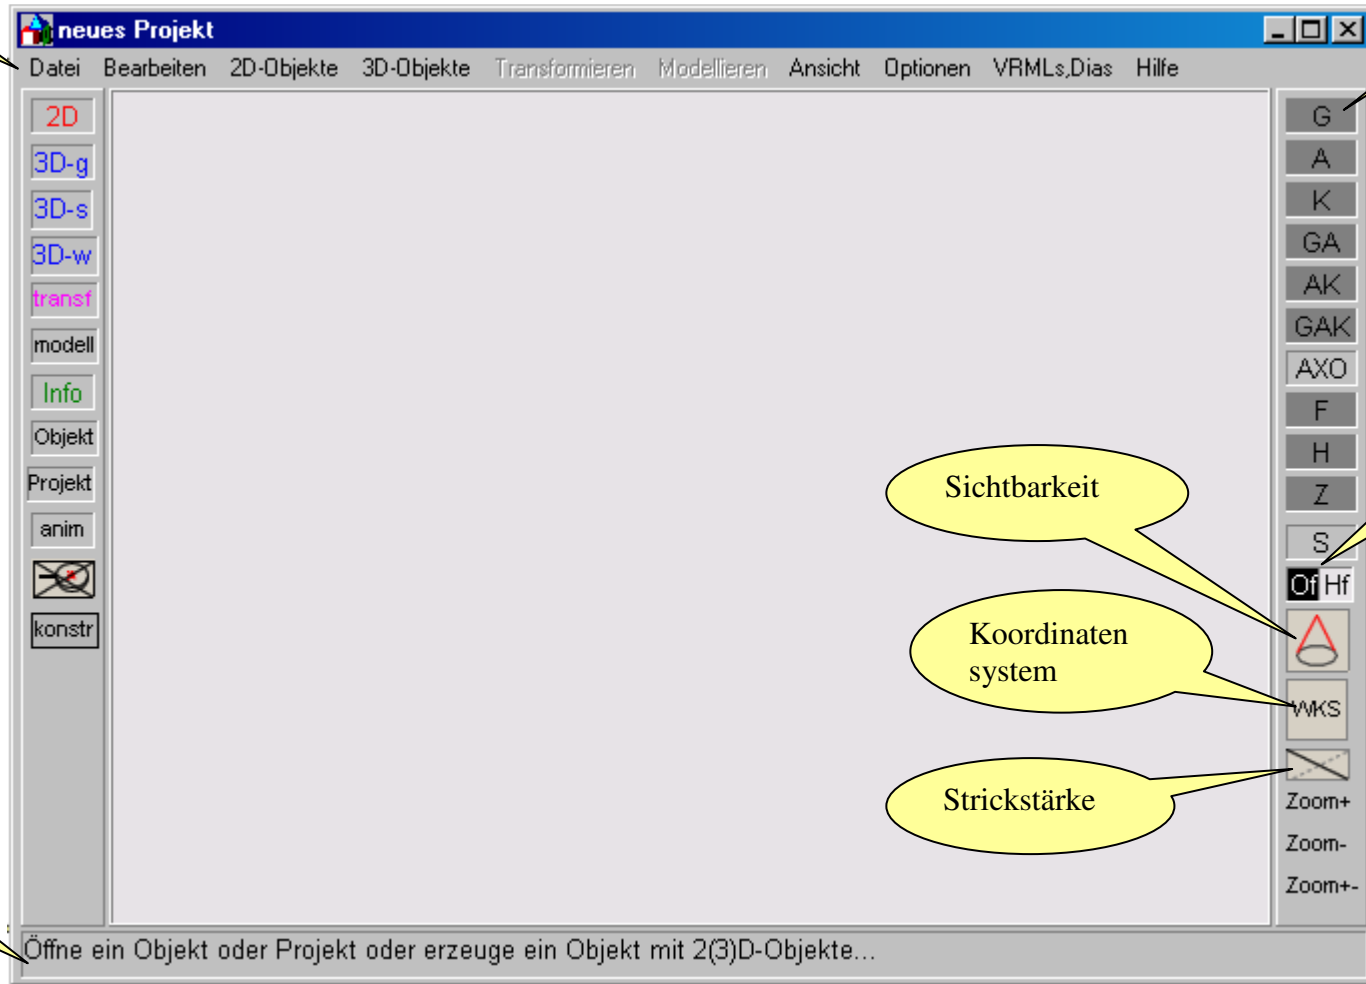 neues Projekt
Datei Bearbeiten 2D-Objekte 3D-Objekte Transformieren Modellieren Ansicht Optionen VRMLs,Dias Hilfe
2D
3D-g
3D-s
3D-w
transf
modell
Info
Objekt
Projekt
anim
konstr
G
A
K
GA
AK
GAK
AXO
F
H
Z
S
Of Hf
WKS
Zoom+
Zoom-
Zoom+-
Sichtbarkeit
Koordinaten
system
Strickstärke
Öffne ein Objekt oder Projekt oder erzeuge ein Objekt mit 2(3)D-Objekte...